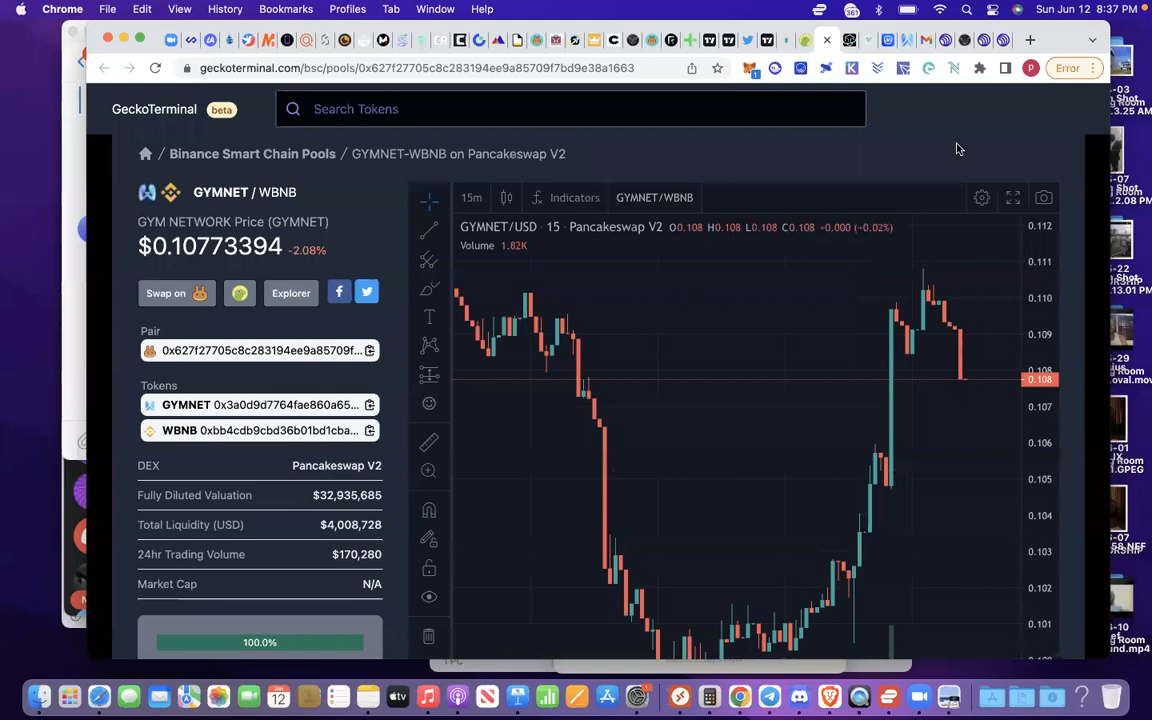 Chrome File Edit View History Bookmarks Profiles Tab Window Help 361 Sun Jun 12 8:37 PM
geckoterminal.com/bsc/pools/0x627f27705c8c283194ee9a85709f7bd9e38a1663 P Error
GeckoTerminal beta Search Tokens
/ Binance Smart Chain Pools / GYMNET-WBNB on Pancakeswap V2
GYMNET / WBNB
GYM NETWORK Price (GYMNET)
$0.10773394 -2.08%
Swap on Explorer
Pair
0x627f27705c8c283194ee9a85709f...
Tokens
GYMNET 0x3a0d9d7764fae860a65...
WBNB 0xbb4cdb9cbd36b01bd1cba...
DEX Pancakeswap V2
Fully Diluted Valuation $32,935,685
Total Liquidity (USD) $4,008,728
24hr Trading Volume $170,280
Market Cap N/A
100.0%
15m Indicators GYMNET/WBNB
GYMNET/USD · 15 · Pancakeswap V2 O0.108 H0.108 L0.108 C0.108 +0.000 (-0.02%)
Volume 1.82K
0.112
0.111
0.110
0.109
0.108
0.108
0.107
0.106
0.105
0.104
0.103
0.102
0.101